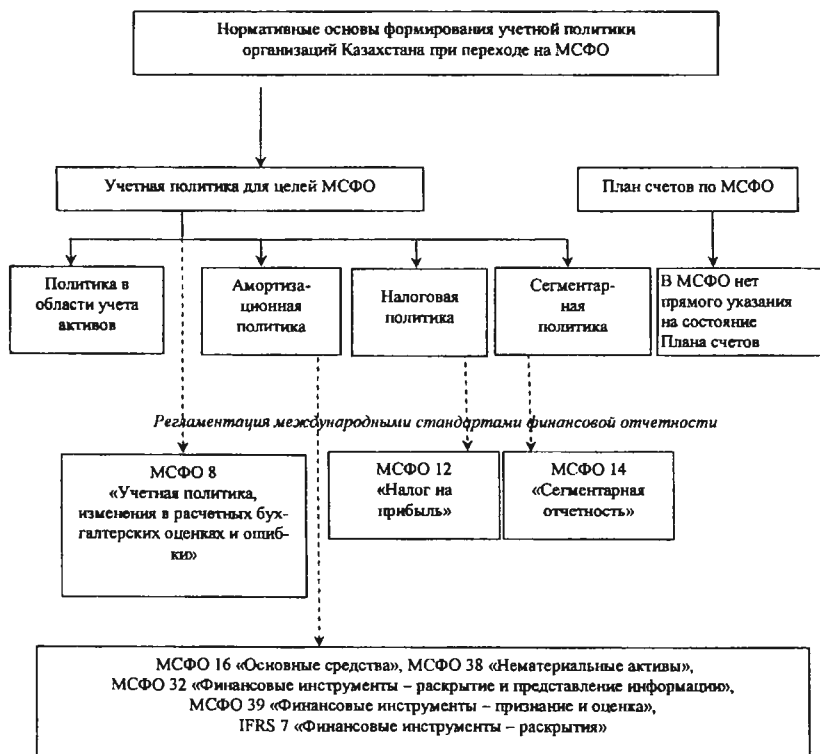 Нормативные основы формирования учетной политики
организаций Казахстана при переходе на МСФО
Учетная политика для целей МСФО
План счетов по МСФО
Политика в
области учета
активов
Амортиза-
ционная
политика
Налоговая
политика
Сегментар-
ная
политика
В МСФО нет
прямого указания
на состояние
Плана счетов
Регламентация международными стандартами финансовой отчетности
МСФО 8
«Учетная политика,
изменения в расчетных бух-
галтерских оценках и ошиб-
ки»
МСФО 12
«Налог на
прибыль»
МСФО 14
«Сегментарная
отчетность»
МСФО 16 «Основные средства», МСФО 38 «Нематериальные активы»,
МСФО 32 «Финансовые инструменты – раскрытие и представление информации»,
МСФО 39 «Финансовые инструменты – признание и оценка»,
IFRS 7 «Финансовые инструменты – раскрытия»